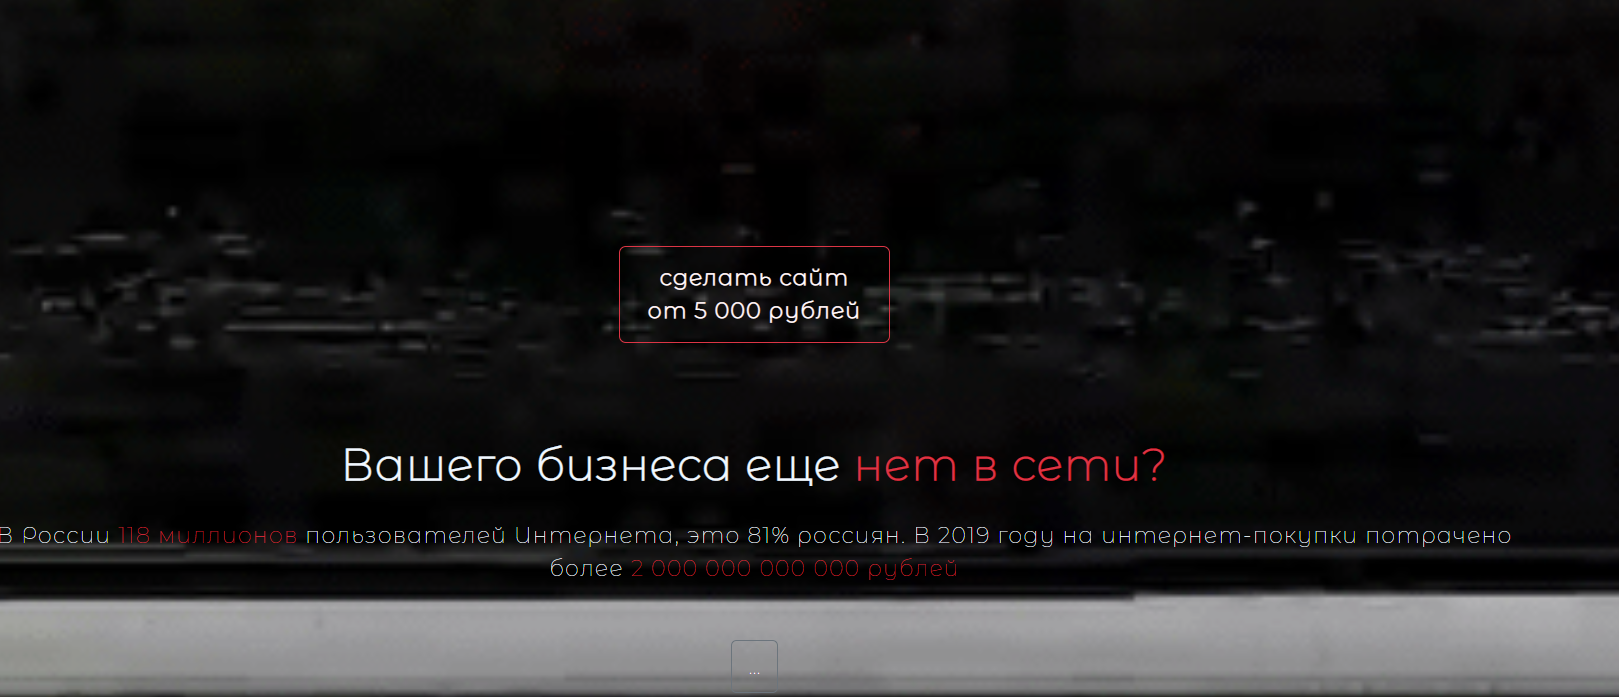 сделать сайт
от 5 000 рублей
Вашего бизнеса еще нет в сети?
В России 118 миллионов пользователей Интернета, это 81% россиян. В 2019 году на интернет-покупки потрачено
более 2 000 000 000 000 рублей
...